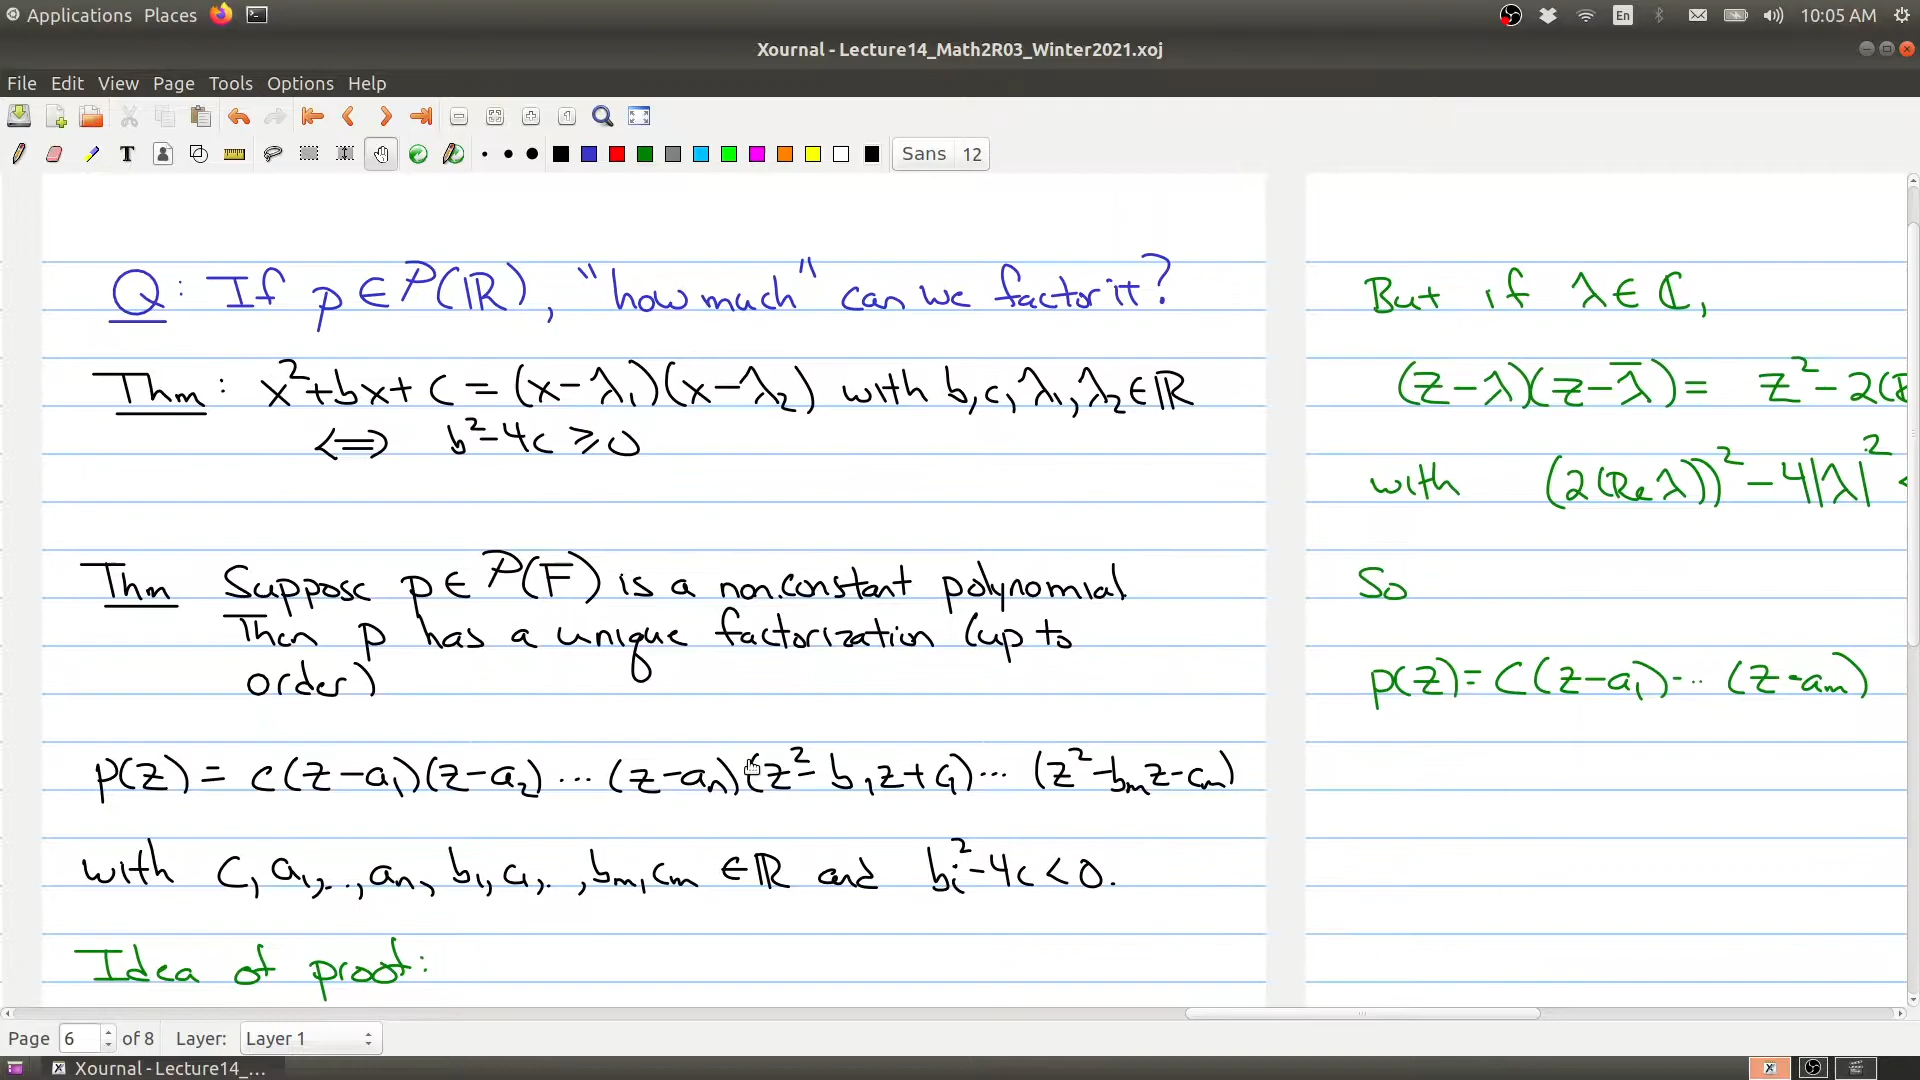 Applications Places En 10:05 AM
Xournal - Lecture14_Math2R03_Winter2021.xoj
File Edit View Page Tools Options Help
Sans 12
Q: If p ∈ P(ℝ), "how much" can we factor it?
Thm: x²+bx+c = (x-λ₁)(x-λ₂) with b,c,λ₁,λ₂∈ℝ
⟺ b²-4c ≥ 0
Thm Suppose p ∈ P(F) is a non.constant polynomial
Then p has a unique factorization (up to
order)
p(z) = c(z-a₁)(z-a₂) ... (z-aₙ)(z²-b₁z+c₁)... (z²-bₘz-cₘ)
with C, a₁,..,aₙ, b₁,c₁,..,bₘ,cₘ ∈ℝ and bᵢ²-4c < 0.
Idea of proof:
But if λ ∈ ℂ,
(z-λ)(z-λ̄) = z²-2(R
with (2(Re λ))² - 4|λ|² <
So
p(z) = C(z-a₁)... (z-aₘ)
Page 6 of 8 Layer: Layer 1
Xournal - Lecture14_...